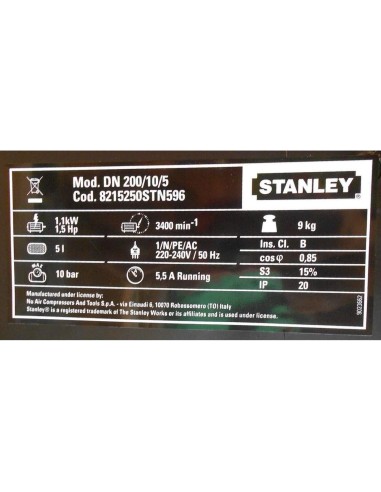 Mod. DN 200/10/5
Cod. 8215250STN596
STANLEY®
1,1kW
1,5 Hp
3400 min-1
9 kg
5 l
1/N/PE/AC
220-240V / 50 Hz
Ins. Cl. B
cos φ 0,85
10 bar
5,5 A Running
S3 15%
IP 20
Manufactured under license by:
Nu Air Compressors And Tools S.p.A. - via Einaudi 6, 10070 Robassomero (TO) Italy
Stanley® is a registered trademark of The Stanley Works or its affiliates and is used under license.